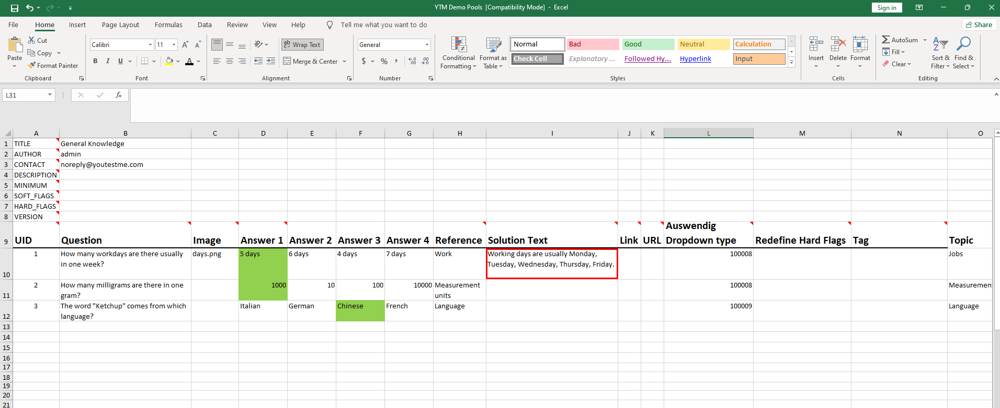 YTM Demo Pools [Compatibility Mode] - Excel
Sign in
File Home Insert Page Layout Formulas Data Review View Help Tell me what you want to do
Share
Paste
Cut
Copy
Format Painter
Clipboard
Calibri 11
B I U
Font
Wrap Text
Merge & Center
Alignment
General
$ %
Number
Conditional
Formatting
Format as
Table
Normal Bad Good Neutral Calculation
Check Cell Explanatory ... Followed Hy... Hyperlink Input
Styles
Insert Delete Format
Cells
AutoSum
Fill
Clear
Sort &
Filter
Find &
Select
Editing
L31
fx
A B C D E F G H I J K L M N O
1 TITLE General Knowledge
2 AUTHOR admin
3 CONTACT noreply@youtestme.com
4 DESCRIPTION
5 MINIMUM
6 SOFT_FLAGS
7 HARD_FLAGS
8 VERSION
Auswendig
9 UID Question Image Answer 1 Answer 2 Answer 3 Answer 4 Reference Solution Text Link URL Dropdown type Redefine Hard Flags Tag Topic
1 How many workdays are there usually days.png 5 days 6 days 4 days 7 days Work Working days are usually Monday, 100008 Jobs
in one week? Tuesday, Wednesday, Thursday, Friday.
10
2 How many milligrams are there in one 1000 10 100 10000 Measurement 100008 Measuremen
11 gram? units
3 The word "Ketchup" comes from which Italian German Chinese French Language 100009 Language
12 language?
13
14
15
16
17
18
19
20
21